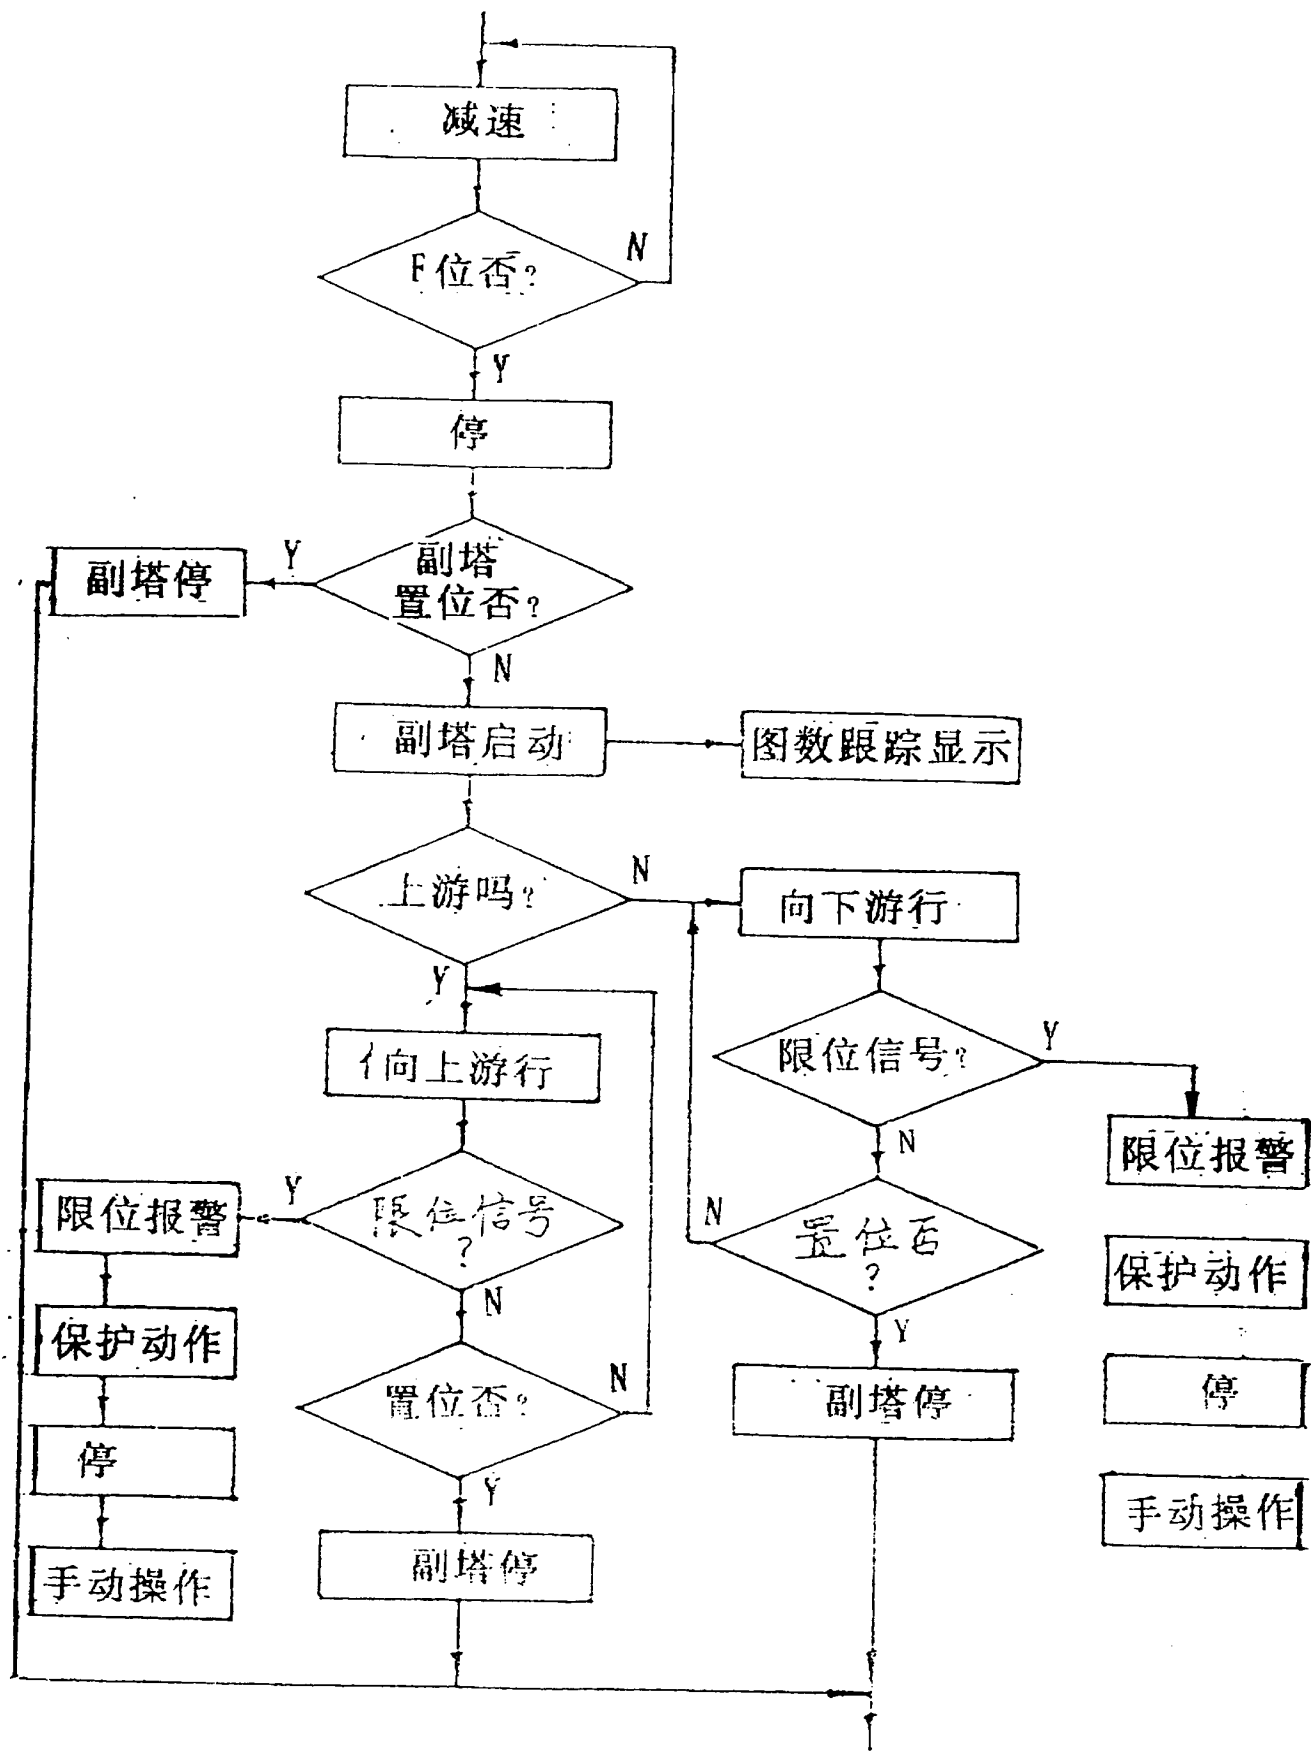 减速
N
F位否?
Y
停
Y
副塔
置位否?
副塔停
N
副塔启动
图数跟踪显示
上游吗?
N
向下游行
Y
向上游行
限位信号?
Y
N
限位报警
限位信号
?
Y
限位报警
N
置位否
?
N
保护动作
N
保护动作
置位否?
N
Y
副塔停
停
停
Y
手动操作
副塔停
手动操作